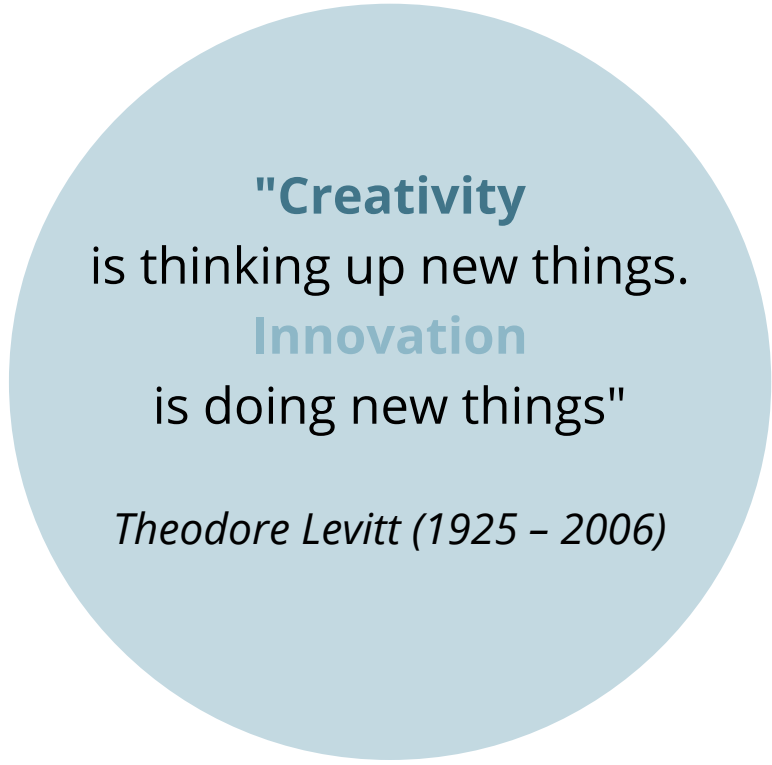 "Creativity
is thinking up new things.
Innovation
is doing new things"
Theodore Levitt (1925 – 2006)